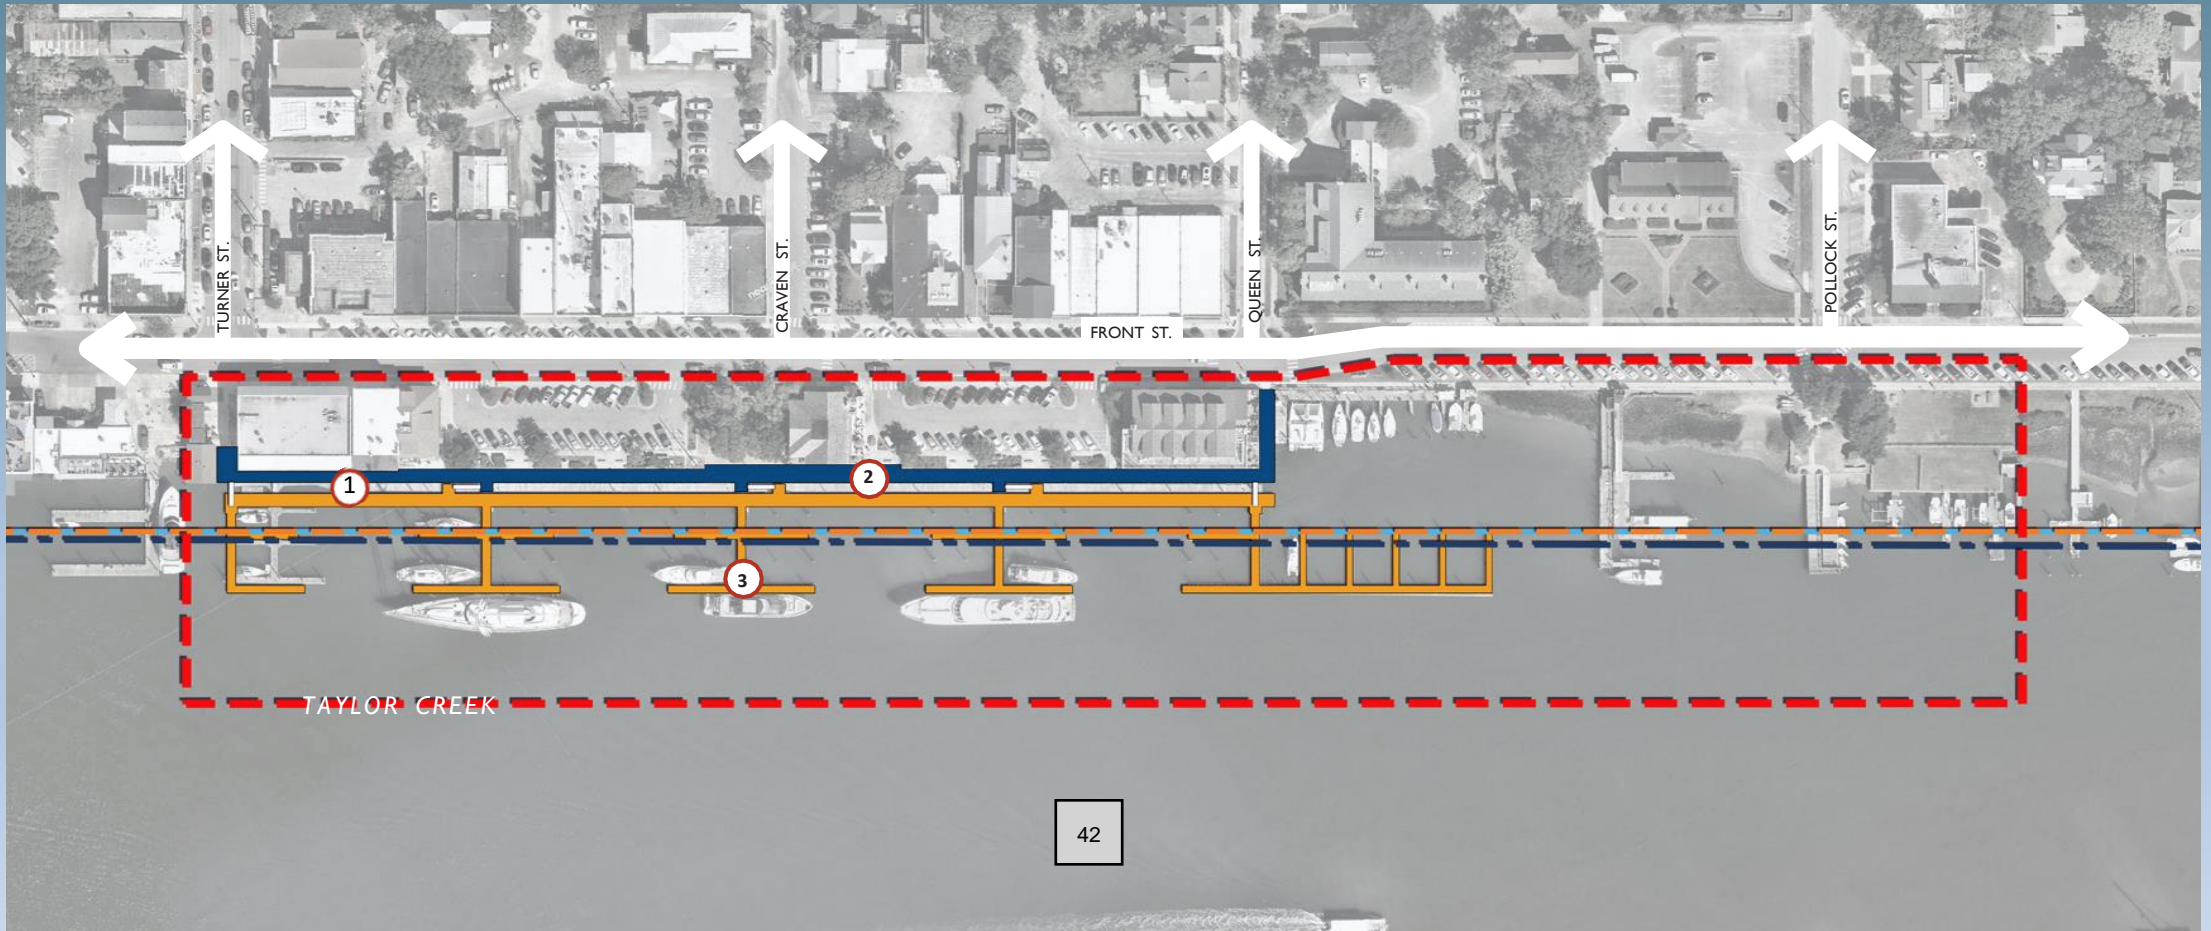 TURNER ST.
CRAVEN ST.
QUEEN ST.
POLLOCK ST.
FRONT ST.
1
2
3
TAYLOR CREEK
42